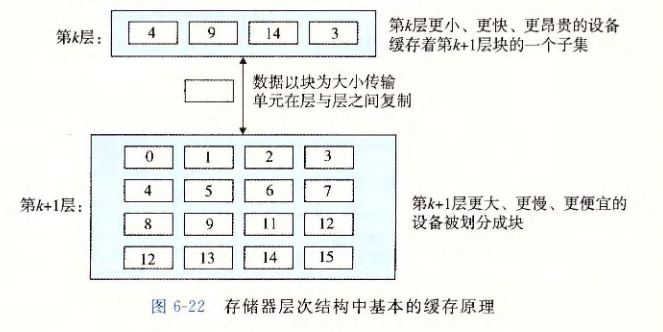 第k层：
4 9 14 3
第k层更小、更快、更昂贵的设备
缓存着第k+1层块的一个子集
数据以块为大小传输
单元在层与层之间复制
第k+1层：
0 1 2 3
4 5 6 7
8 9 11 12
12 13 14 15
第k+1层更大、更慢、更便宜的
设备被划分成块
图 6-22 存储器层次结构中基本的缓存原理